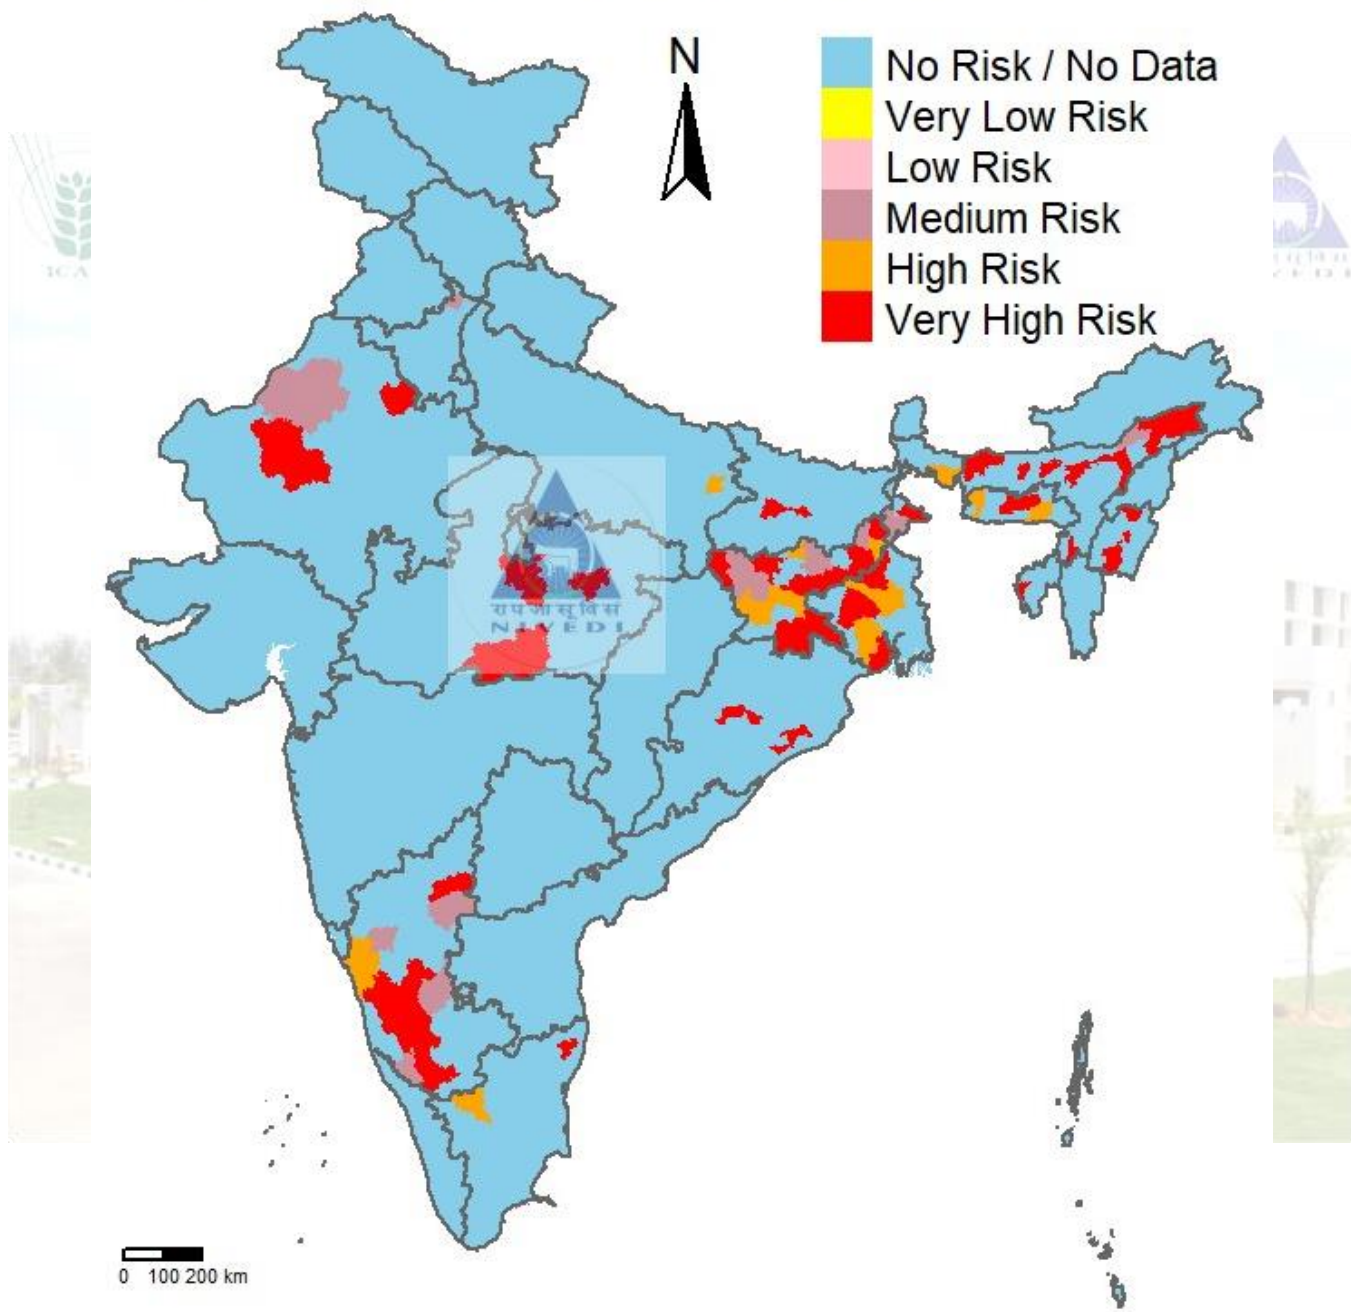 N
No Risk / No Data
Very Low Risk
Low Risk
Medium Risk
High Risk
Very High Risk
ICA
राप जा सू वि सं
NIVEDI
0 100 200 km